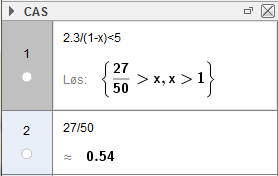 CAS
1
2.3/(1-x)<5
Løs: {27/50 > x, x > 1}
2
27/50
≈ 0.54